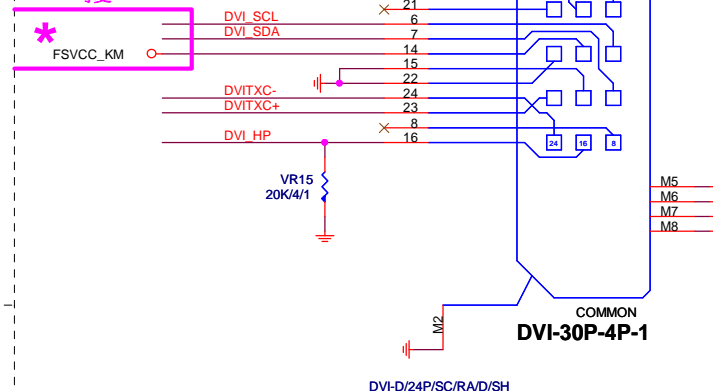 21
DVI_SCL 6
DVI_SDA 7
*
FSVCC_KM 14
15
22
DVITXC- 24
DVITXC+ 23
8
DVI_HP 16
24 16 8
VR15
20K/4/1
M5
M6
M7
M8
M2
COMMON
DVI-30P-4P-1
DVI-D/24P/SC/RA/D/SH